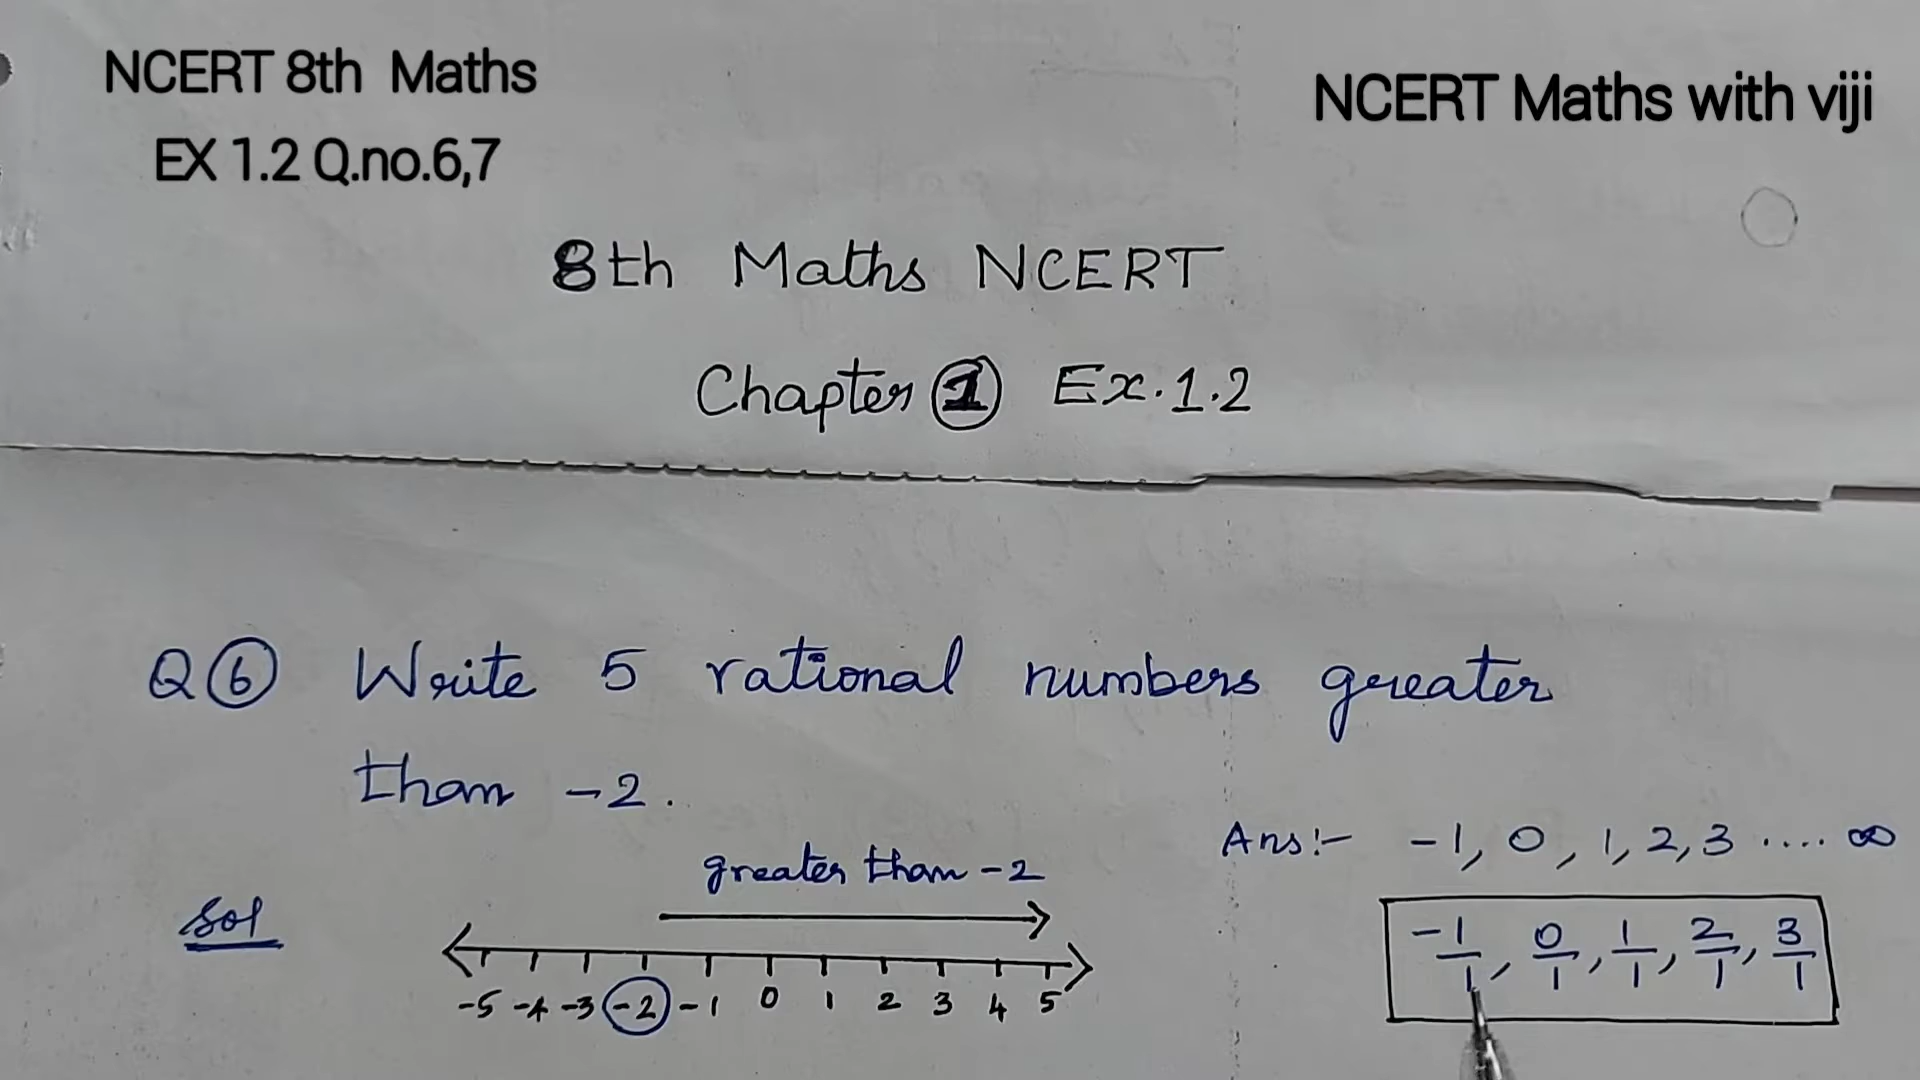 NCERT 8th Maths
EX 1.2 Q.no.6,7
NCERT Maths with viji
8th Maths NCERT
Chapter 1 Ex.1.2
Q 6 Write 5 rational numbers greater
than -2.
Ans:- -1, 0, 1, 2, 3 .... ∞
greater than -2
Sol
-5 -4 -3 -2 -1 0 1 2 3 4 5
-1/1, 0/1, 1/1, 2/1, 3/1